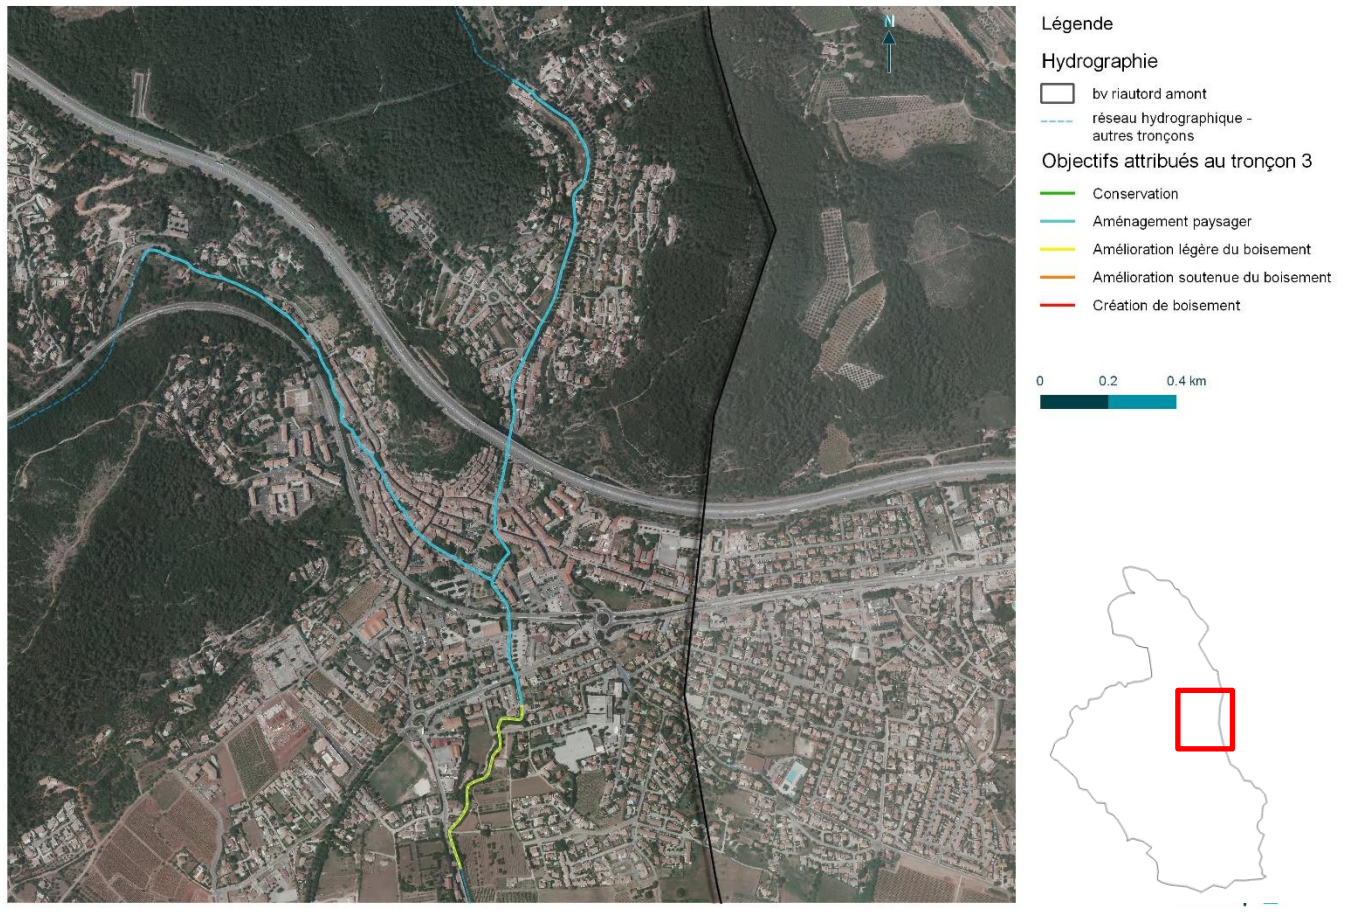 N
Légende
Hydrographie
bv riautord amont
réseau hydrographique -
autres tronçons
Objectifs attribués au tronçon 3
Conservation
Aménagement paysager
Amélioration légère du boisement
Amélioration soutenue du boisement
Création de boisement
0 0.2 0.4 km